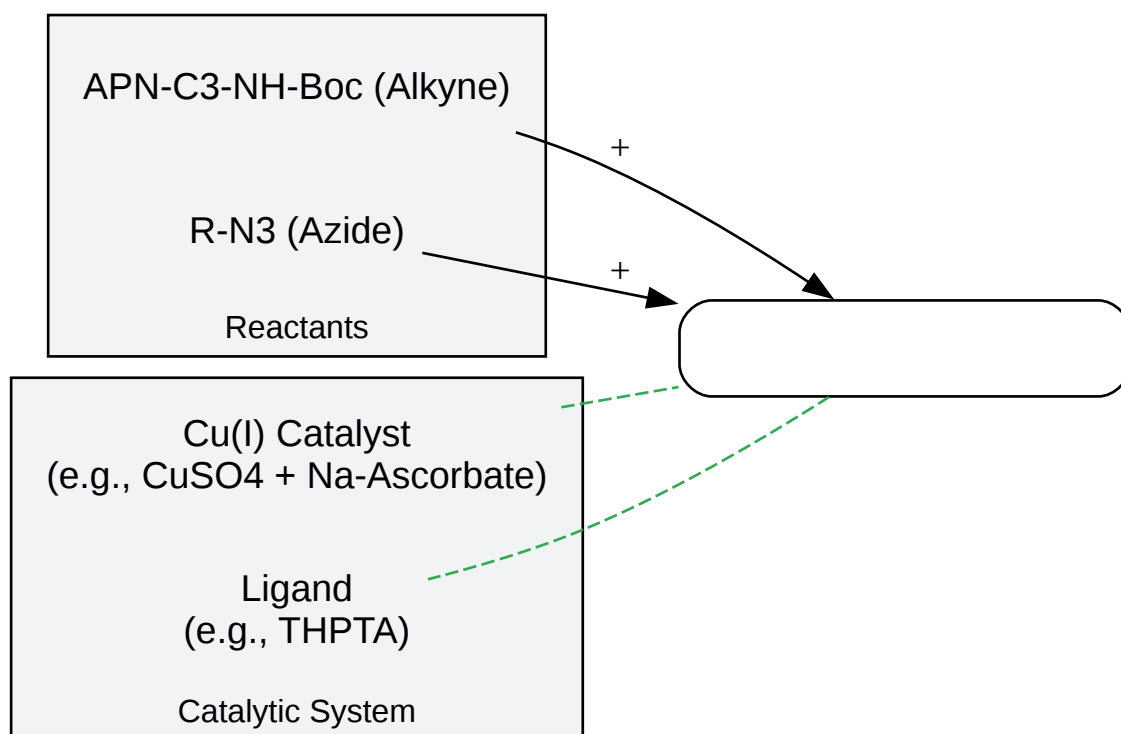 APN-C3-NH-Boc (Alkyne)
+
R-N3 (Azide)
+
Reactants
Cu(I) Catalyst
(e.g., CuSO4 + Na-Ascorbate)
Ligand
(e.g., THPTA)
Catalytic System